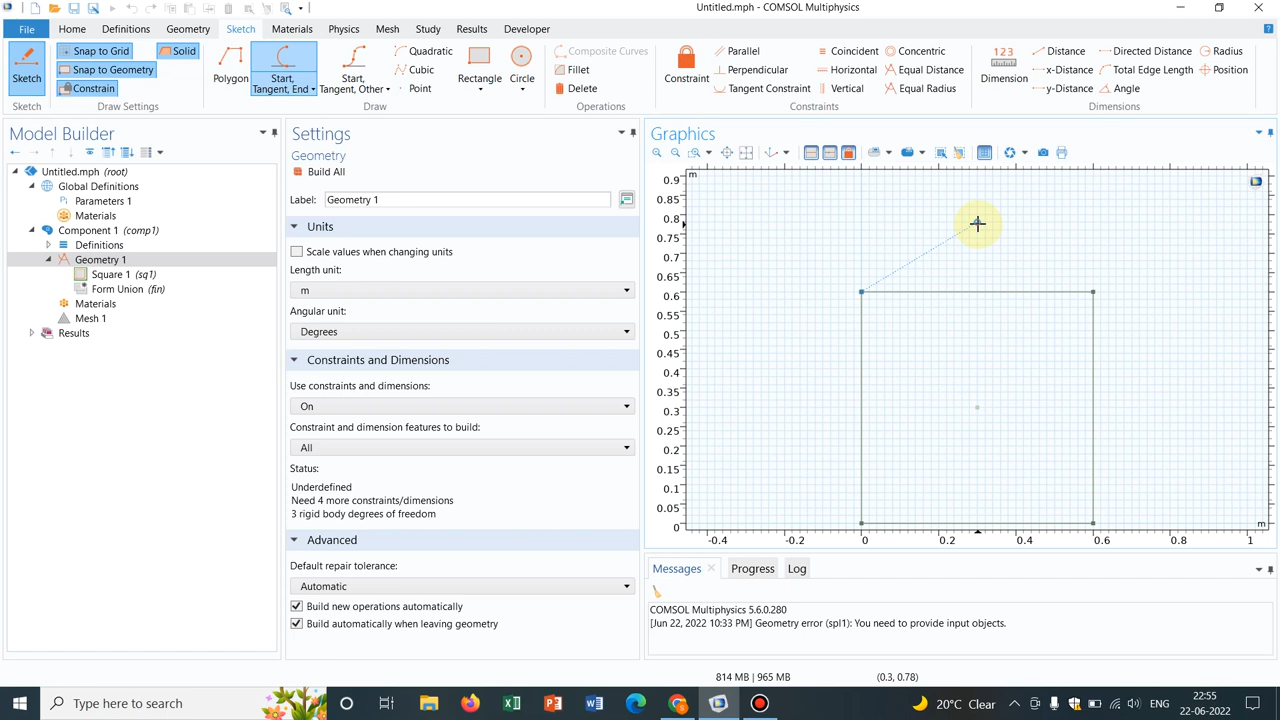 Untitled.mph - COMSOL Multiphysics
File Home Definitions Geometry Sketch Materials Physics Mesh Study Results Developer
Sketch
Sketch
Snap to Grid
Solid
Snap to Geometry
Constrain
Draw Settings
Polygon
Start, Tangent, End
Start, Tangent, Other
Quadratic
Cubic
Point
Rectangle
Circle
Draw
Composite Curves
Fillet
Delete
Operations
Constraint
Parallel
Perpendicular
Tangent Constraint
Coincident
Horizontal
Vertical
Concentric
Equal Distance
Equal Radius
Constraints
123
Dimension
Distance
x-Distance
y-Distance
Directed Distance
Total Edge Length
Angle
Radius
Position
Dimensions
Model Builder
Untitled.mph (root)
Global Definitions
Pi Parameters 1
Materials
Component 1 (comp1)
Definitions
Geometry 1
Square 1 (sq1)
Form Union (fin)
Materials
Mesh 1
Results
Settings
Geometry
Build All
Label: Geometry 1
Units
Scale values when changing units
Length unit:
m
Angular unit:
Degrees
Constraints and Dimensions
Use constraints and dimensions:
On
Constraint and dimension features to build:
All
Status:
Underdefined
Need 4 more constraints/dimensions
3 rigid body degrees of freedom
Advanced
Default repair tolerance:
Automatic
Build new operations automatically
Build automatically when leaving geometry
Graphics
m
0.9
0.85
0.8
0.75
0.7
0.65
0.6
0.55
0.5
0.45
0.4
0.35
0.3
0.25
0.2
0.15
0.1
0.05
0
m
-0.4 -0.2 0 0.2 0.4 0.6 0.8 1
Messages Progress Log
COMSOL Multiphysics 5.6.0.280
[Jun 22, 2022 10:33 PM] Geometry error (spl1): You need to provide input objects.
814 MB | 965 MB (0.3, 0.78)
Type here to search
20°C Clear
ENG
22:55
22-06-2022